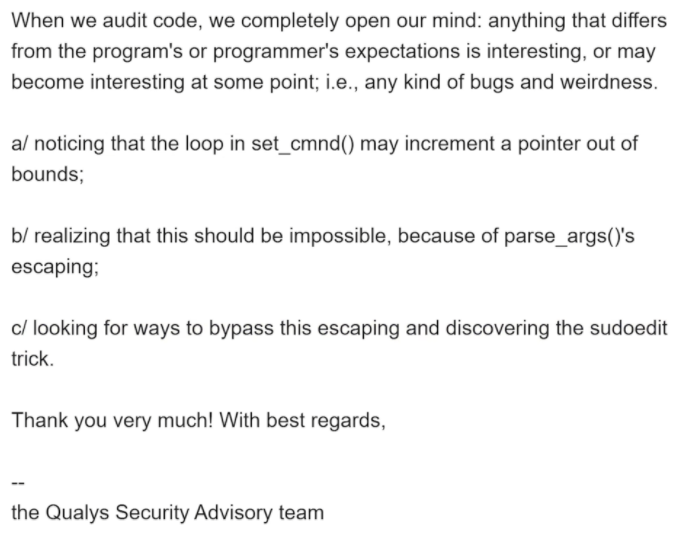 When we audit code, we completely open our mind: anything that differs
from the program's or programmer's expectations is interesting, or may
become interesting at some point; i.e., any kind of bugs and weirdness.
a/ noticing that the loop in set_cmnd() may increment a pointer out of
bounds;
b/ realizing that this should be impossible, because of parse_args()'s
escaping;
c/ looking for ways to bypass this escaping and discovering the sudoedit
trick.
Thank you very much! With best regards,
--
the Qualys Security Advisory team